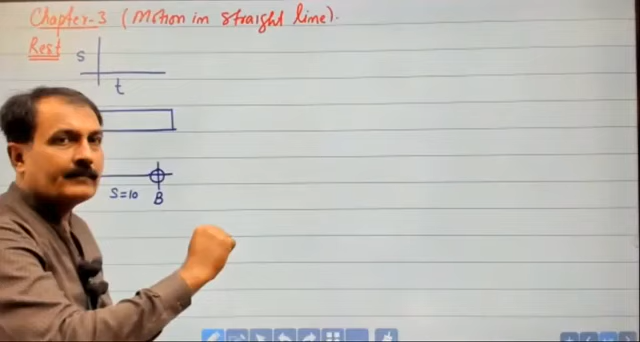 Chapter-3 (Motion in straight line).
Rest
S
t
S=10 B